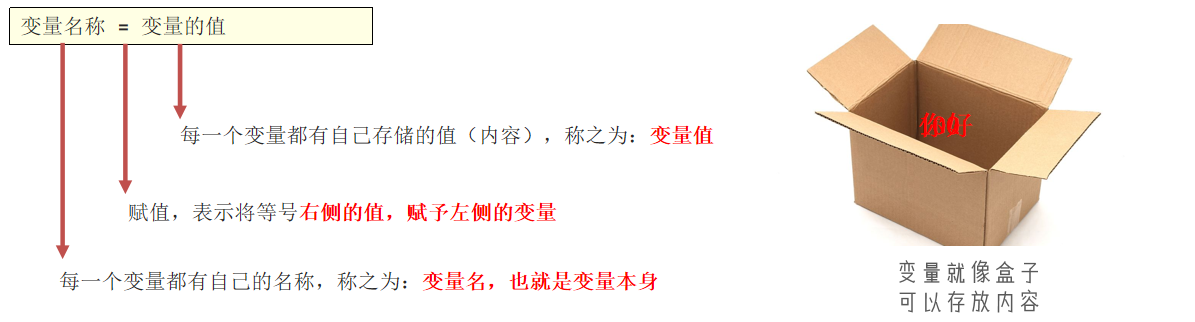 变量名称 = 变量的值
每一个变量都有自己存储的值（内容），称之为：变量值
赋值，表示将等号右侧的值，赋予左侧的变量
每一个变量都有自己的名称，称之为：变量名，也就是变量本身
你好
变量就像盒子
可以存放内容